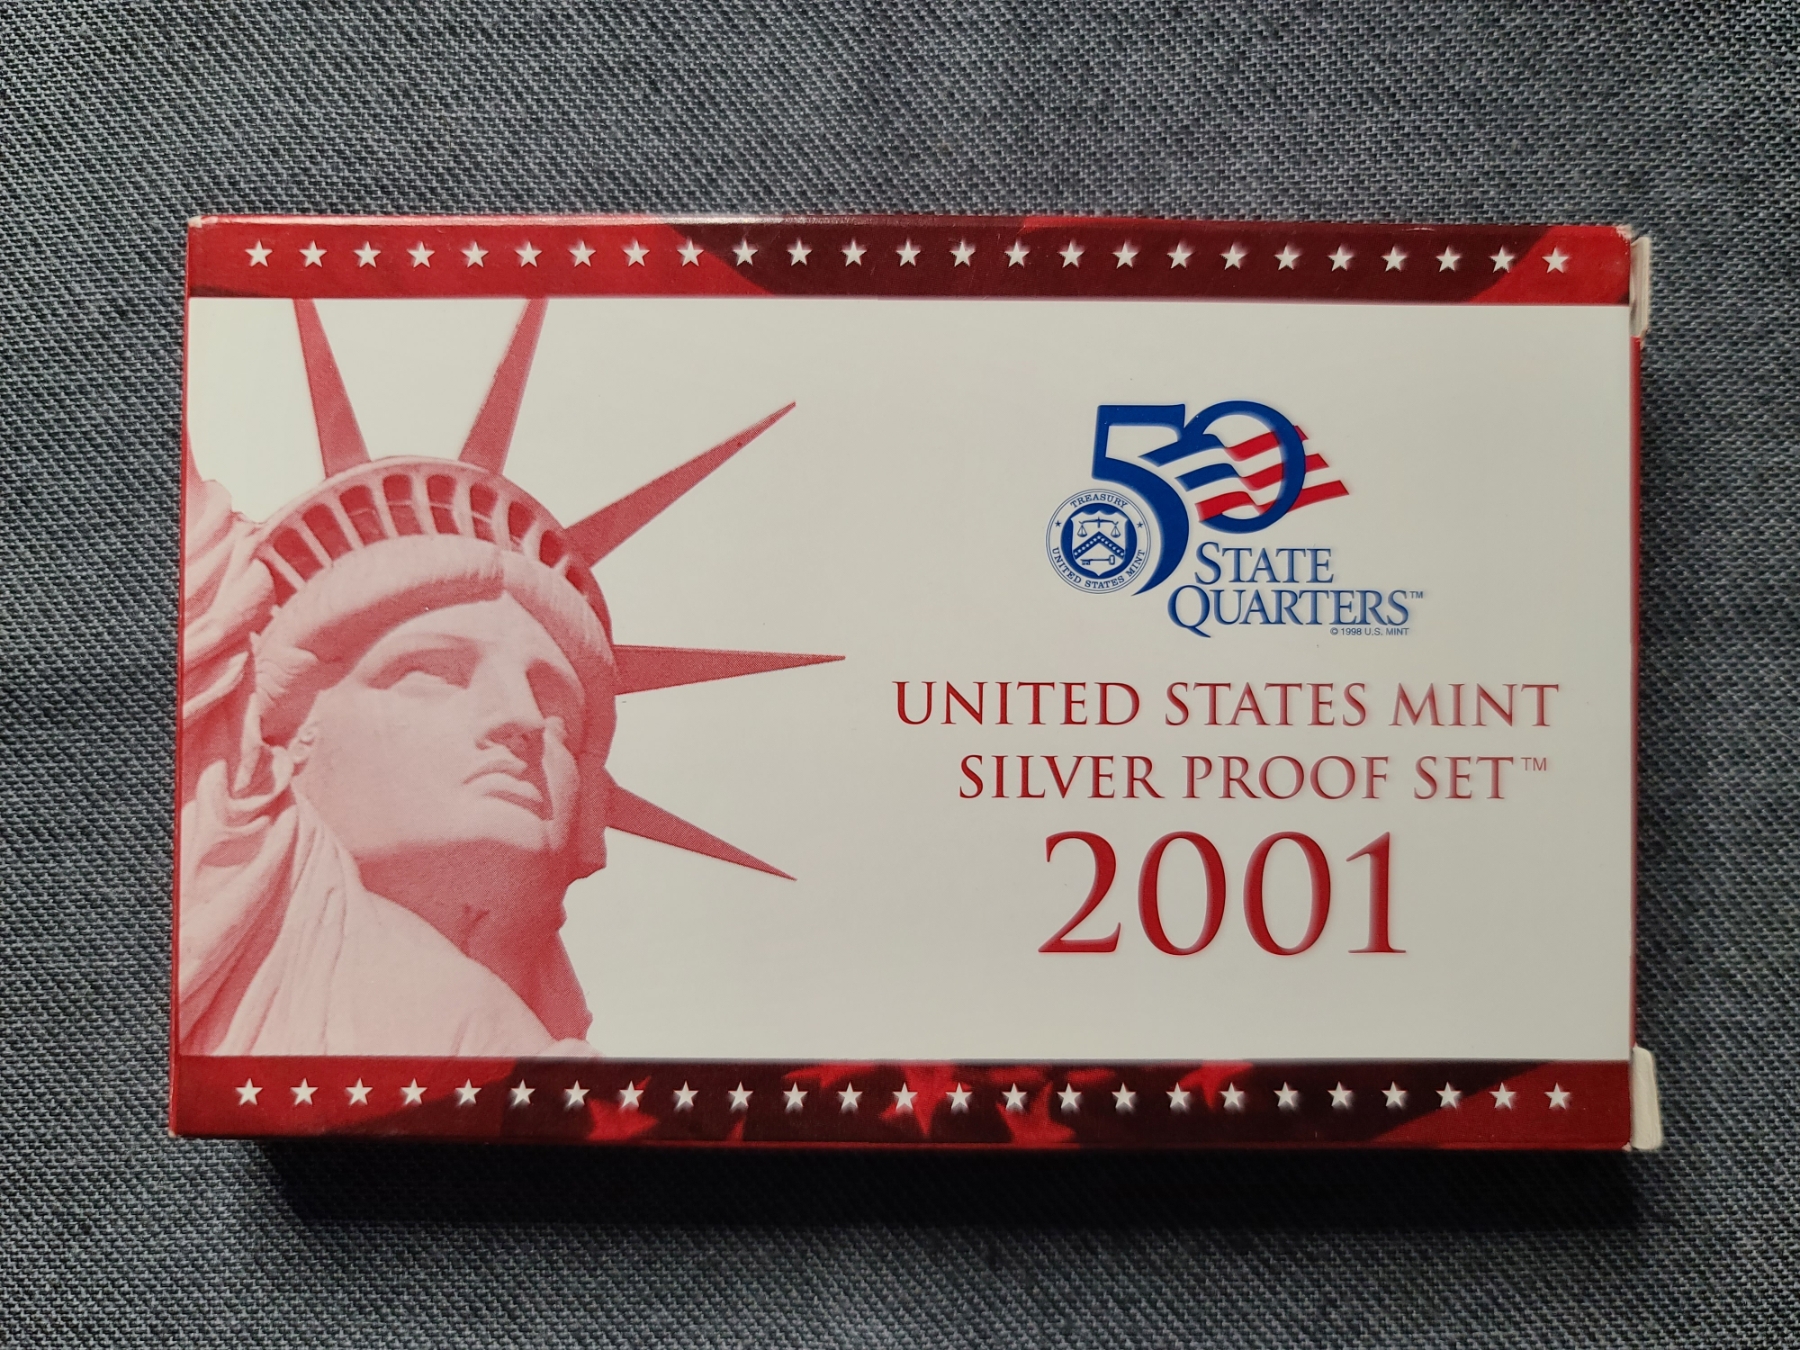 50
TREASURY
UNITED STATES MINT
STATE
QUARTERS™
© 1998 U.S. MINT
UNITED STATES MINT
SILVER PROOF SET™
2001